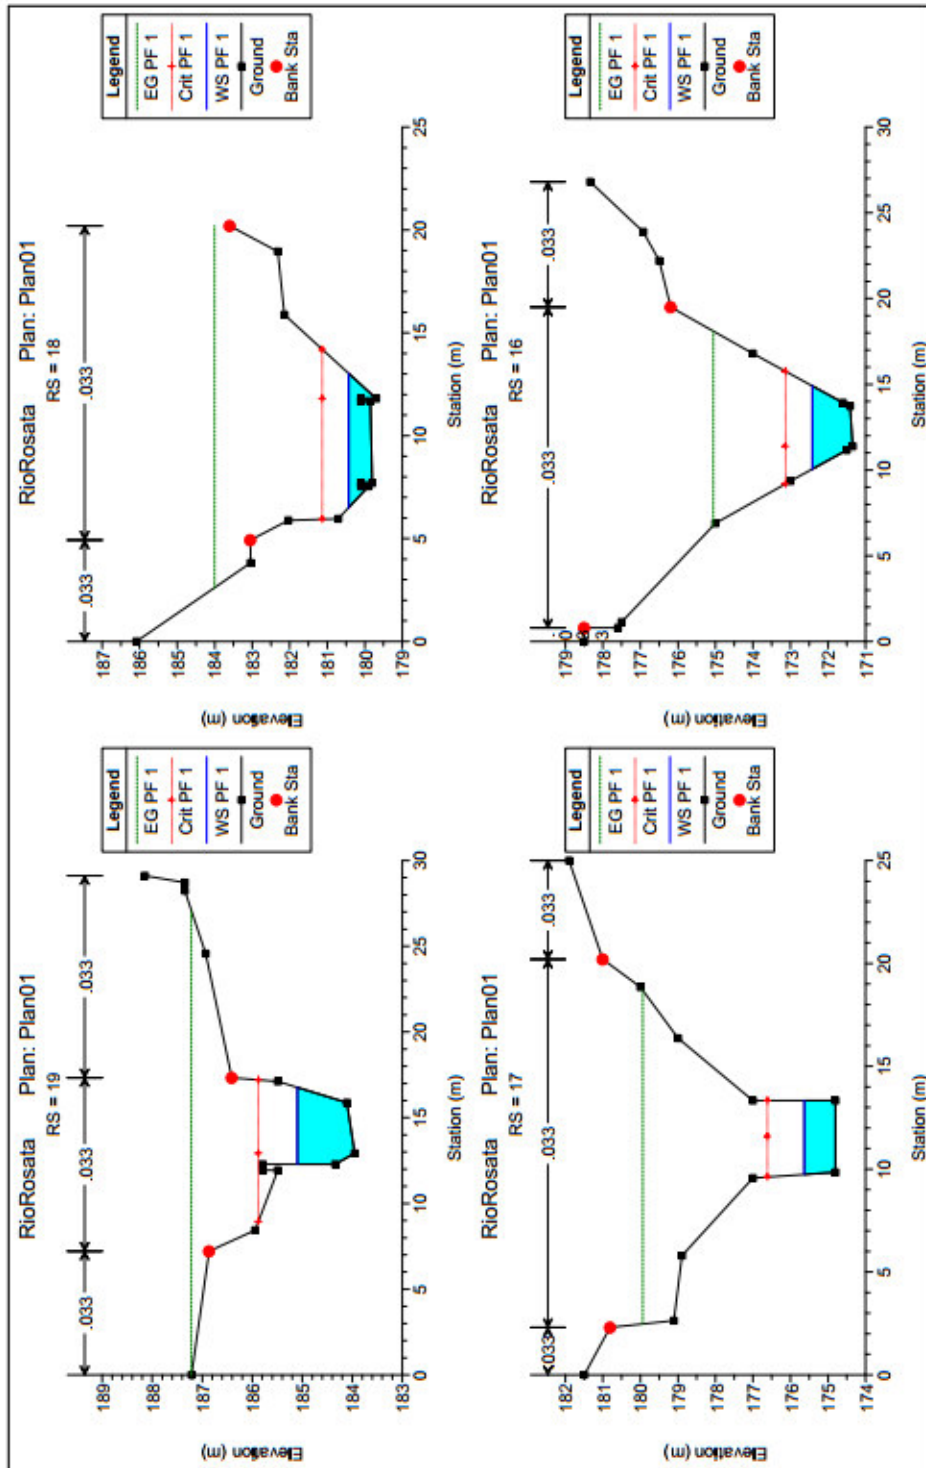 RioRosata Plan: Plan01
RS = 19
.033 .033 .033
189
188
187
186
185
184
183
Elevation (m)
0 5 10 15 20 25 30
Station (m)
Legend
EG PF 1
Crit PF 1
WS PF 1
Ground
Bank Sta
RioRosata Plan: Plan01
RS = 18
.033 .033
187
186
185
184
183
182
181
180
179
Elevation (m)
0 5 10 15 20 25
Station (m)
Legend
EG PF 1
Crit PF 1
WS PF 1
Ground
Bank Sta
RS = 17
.033 .033 .033
182
181
180
179
178
177
176
175
174
Elevation (m)
0 5 10 15 20 25
Station (m)
Legend
EG PF 1
Crit PF 1
WS PF 1
Ground
Bank Sta
RioRosata Plan: Plan01
RioRosata Plan: Plan01
RS = 16
.033 .033
179
178
177
176
175
174
173
172
171
Elevation (m)
0 5 10 15 20 25 30
Station (m)
Legend
EG PF 1
Crit PF 1
WS PF 1
Ground
Bank Sta